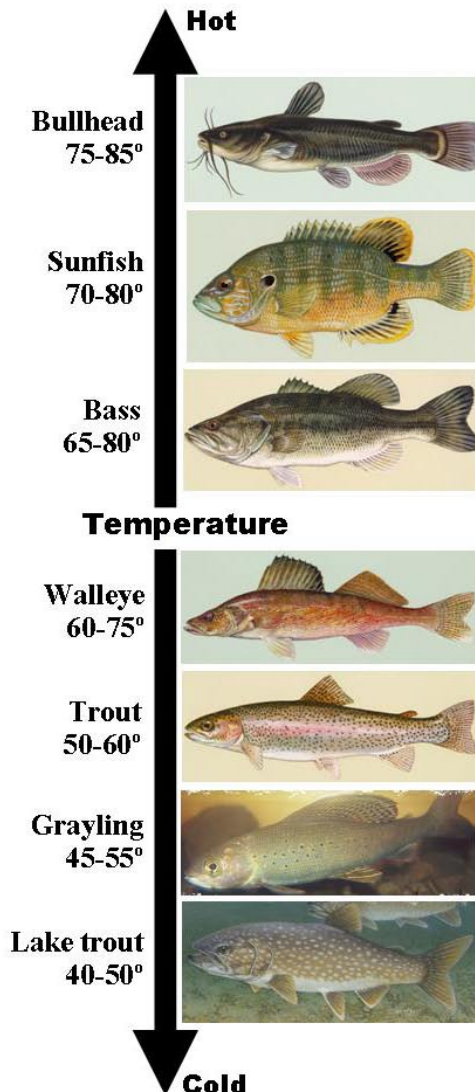 Hot
Bullhead
75-85º
Sunfish
70-80º
Bass
65-80º
Temperature
Walleye
60-75º
Trout
50-60º
Grayling
45-55º
Lake trout
40-50º
Cold